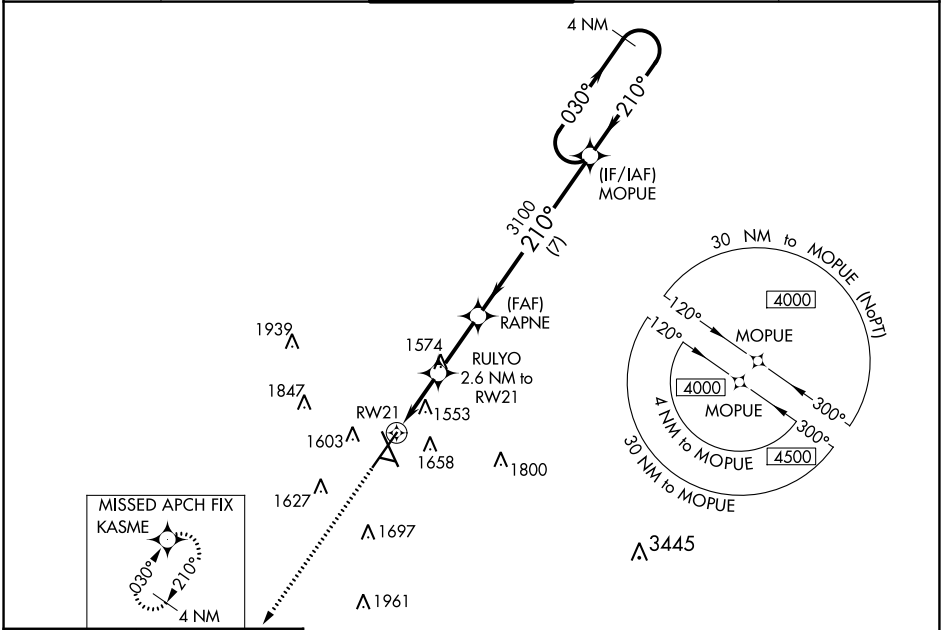 4 NM
030°
210°
(IF/IAF)
MOPUE
3100
210°
(7)
(FAF)
RAPNE
1574
RULYO
2.6 NM to
RW21
RW21
1939
1847
1603
1553
1658
1800
1627
1697
1961
3445
30 NM to MOPUE (NoPT)
4000
120°
MOPUE
300°
120°
4000
MOPUE
300°
4 NM to MOPUE
4500
30 NM to MOPUE
MISSED APCH FIX
KASME
030°
210°
4 NM